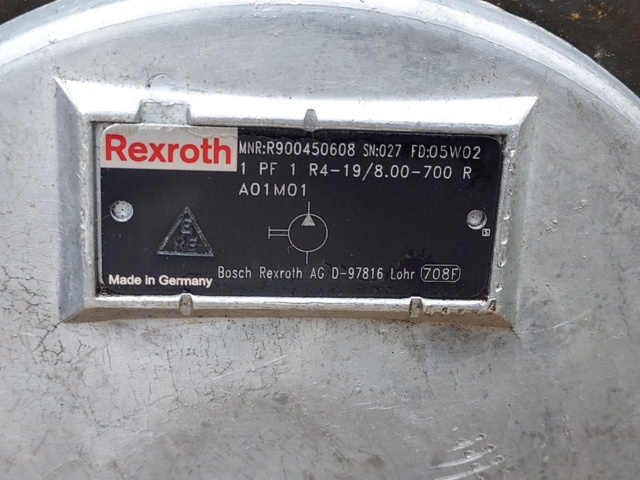 Rexroth
MNR:R900450608 SN:027 FD:05W02
1 PF 1 R4-19/8.00-700 R
A01M01
Made in Germany
Bosch Rexroth AG D-97816 Lohr 708F